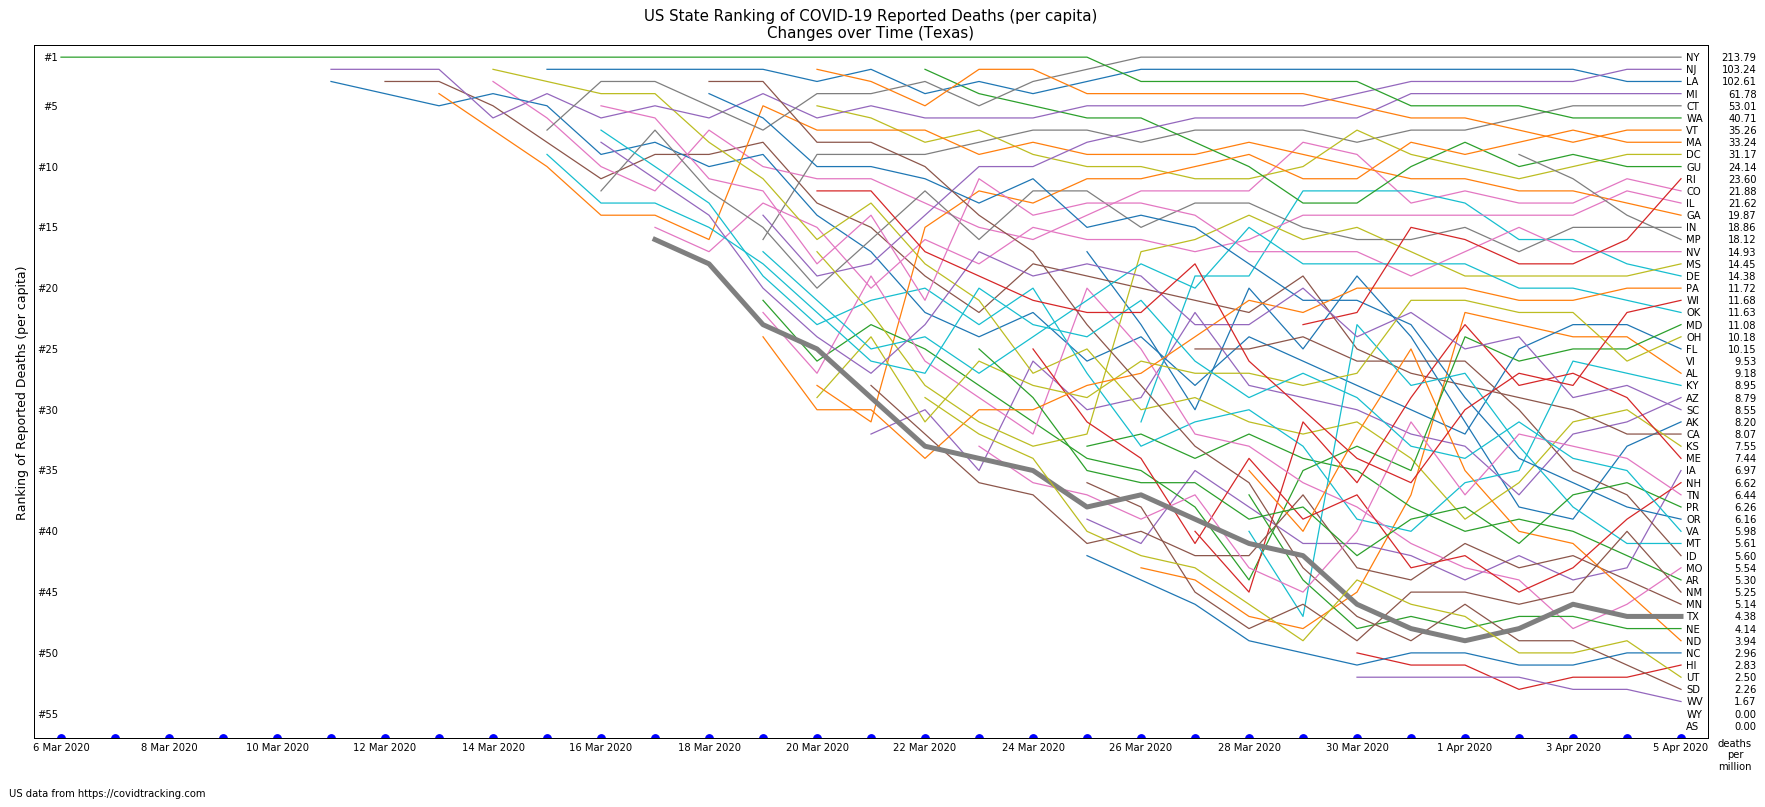 US State Ranking of COVID-19 Reported Deaths (per capita)
Changes over Time (Texas)
Ranking of Reported Deaths (per capita)
#1
#5
#10
#15
#20
#25
#30
#35
#40
#45
#50
#55
NY 213.79
NJ 103.24
LA 102.61
MI 61.78
CT 53.01
WA 40.71
VT 35.26
MA 33.24
DC 31.17
GU 24.14
RI 23.60
CO 21.88
IL 21.62
GA 19.87
IN 18.86
MP 18.12
NV 14.93
MS 14.45
DE 14.38
PA 11.72
WI 11.68
OK 11.63
MD 11.08
OH 10.18
FL 10.15
VI 9.53
AL 9.18
KY 8.95
AZ 8.79
SC 8.55
AK 8.20
CA 8.07
KS 7.55
ME 7.44
IA 6.97
NH 6.62
TN 6.44
PR 6.26
OR 6.16
VA 5.98
MT 5.61
ID 5.60
MO 5.54
AR 5.30
NM 5.25
MN 5.14
TX 4.38
NE 4.14
ND 3.94
NC 2.96
HI 2.83
UT 2.50
SD 2.26
WV 1.67
WY 0.00
AS 0.00
6 Mar 2020 8 Mar 2020 10 Mar 2020 12 Mar 2020 14 Mar 2020 16 Mar 2020 18 Mar 2020 20 Mar 2020 22 Mar 2020 24 Mar 2020 26 Mar 2020 28 Mar 2020 30 Mar 2020 1 Apr 2020 3 Apr 2020 5 Apr 2020
deaths
per
million
US data from https://covidtracking.com